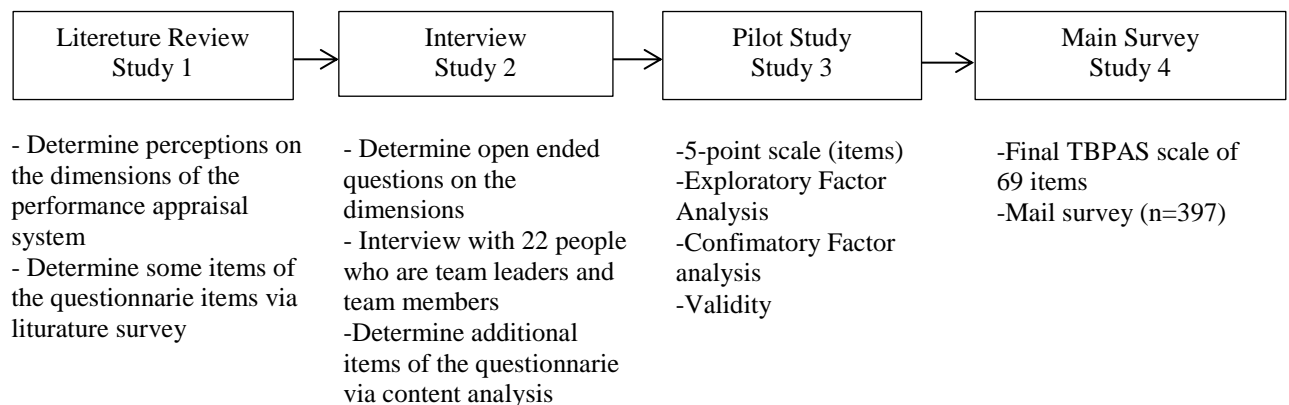 Litereture Review
Study 1
Interview
Study 2
Pilot Study
Study 3
Main Survey
Study 4
- Determine perceptions on
the dimensions of the
performance appraisal
system
- Determine some items of
the questionnarie items via
liturature survey
- Determine open ended
questions on the
dimensions
- Interview with 22 people
who are team leaders and
team members
-Determine additional
items of the questionnarie
via content analysis
-5-point scale (items)
-Exploratory Factor
Analysis
-Confimatory Factor
analysis
-Validity
-Final TBPAS scale of
69 items
-Mail survey (n=397)